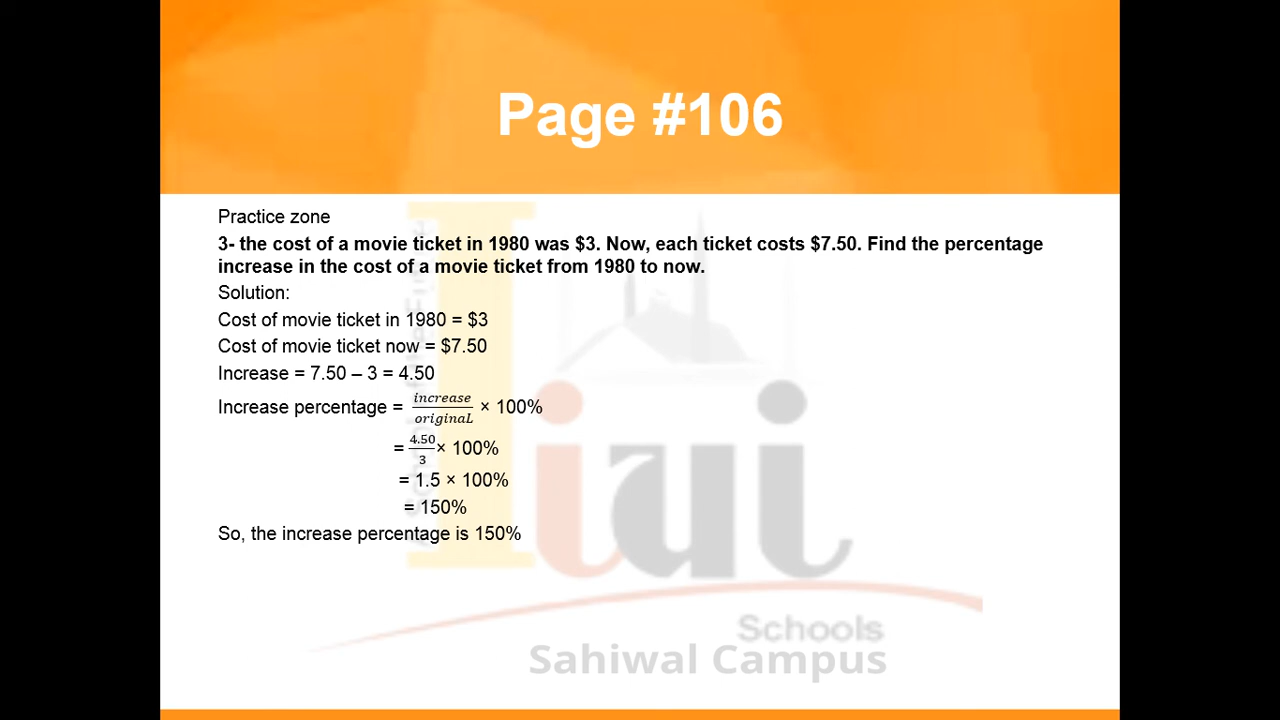 Page #106
Practice zone
3- the cost of a movie ticket in 1980 was $3. Now, each ticket costs $7.50. Find the percentage
increase in the cost of a movie ticket from 1980 to now.
Solution:
Cost of movie ticket in 1980 = $3
Cost of movie ticket now = $7.50
Increase = 7.50 – 3 = 4.50
Increase percentage = increase/originaL × 100%
= 4.50/3 × 100%
= 1.5 × 100%
= 150%
So, the increase percentage is 150%
iiui
Schools
Sahiwal Campus